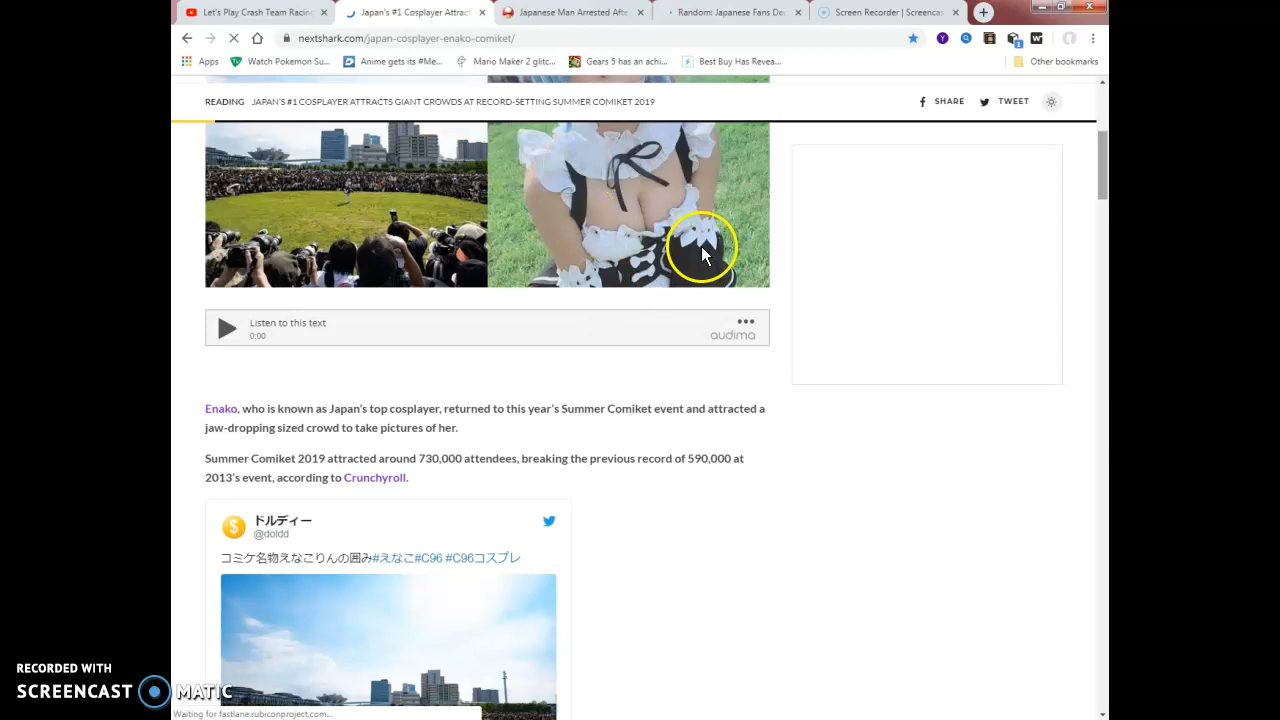 Let's Play Crash Team Racin
Japan's #1 Cosplayer Attract
Japanese Man Arrested Afte
Random: Japanese Fans De
Screen Recorder | Screencas
nextshark.com/japan-cosplayer-enako-comiket/
Apps
Watch Pokemon Su...
Anime gets its #Me...
Mario Maker 2 glitc...
Gears 5 has an achi...
Best Buy Has Revea...
Other bookmarks
READING JAPAN'S #1 COSPLAYER ATTRACTS GIANT CROWDS AT RECORD-SETTING SUMMER COMIKET 2019
SHARE
TWEET
Listen to this text
0:00
audima
Enako, who is known as Japan's top cosplayer, returned to this year's Summer Comiket event and attracted a
jaw-dropping sized crowd to take pictures of her.
Summer Comiket 2019 attracted around 730,000 attendees, breaking the previous record of 590,000 at
2013's event, according to Crunchyroll.
ドルディー
@doldd
コミケ名物えなこりんの囲み#えなこ#C96 #C96コスプレ
RECORDED WITH
SCREENCAST MATIC
Waiting for fastlane.rubiconproject.com...